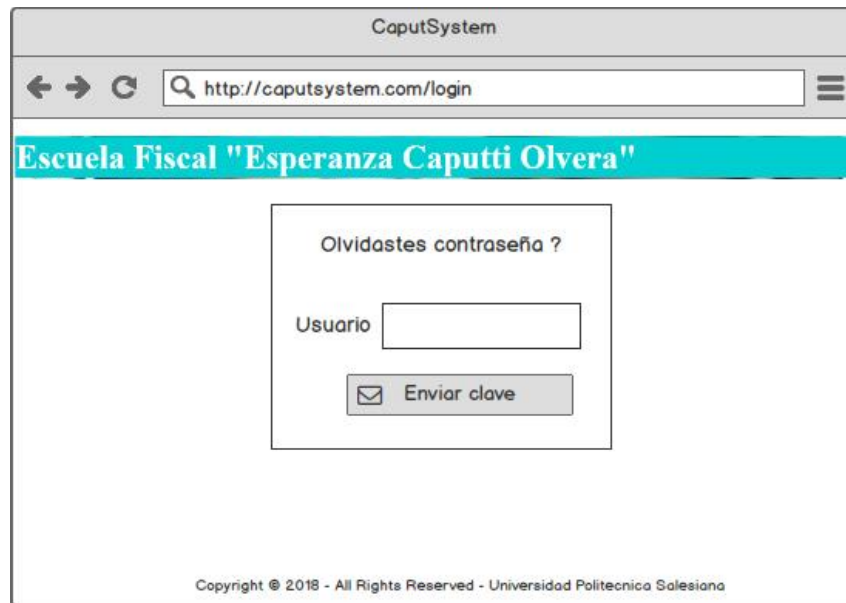 CaputSystem
http://caputsystem.com/login
Escuela Fiscal "Esperanza Caputti Olvera"
Olvidastes contraseña ?
Usuario
Enviar clave
Copyright © 2018 - All Rights Reserved - Universidad Politecnica Salesiana